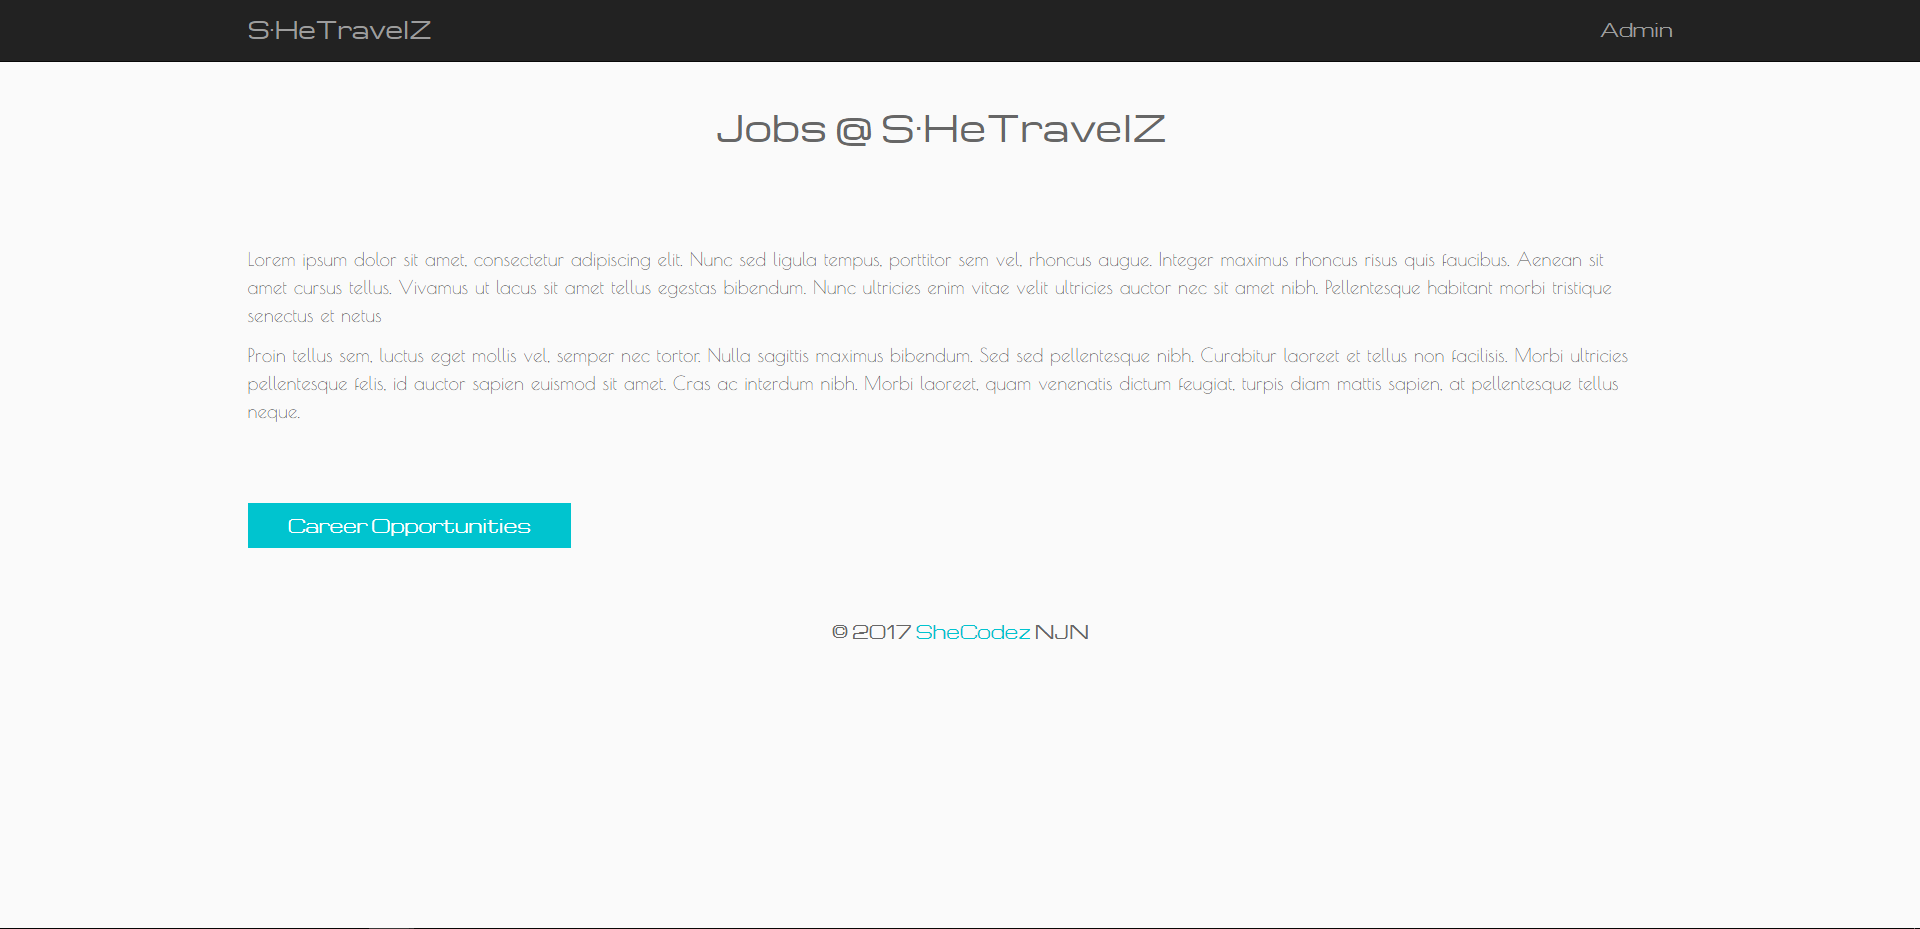 S·HeTravelZ
Admin
Jobs @ S·HeTravelZ
Lorem ipsum dolor sit amet, consectetur adipiscing elit. Nunc sed ligula tempus, porttitor sem vel, rhoncus augue. Integer maximus rhoncus risus quis faucibus. Aenean sit
amet cursus tellus. Vivamus ut lacus sit amet tellus egestas bibendum. Nunc ultricies enim vitae velit ultricies auctor nec sit amet nibh. Pellentesque habitant morbi tristique
senectus et netus
Proin tellus sem, luctus eget mollis vel, semper nec tortor. Nulla sagittis maximus bibendum. Sed sed pellentesque nibh. Curabitur laoreet et tellus non facilisis. Morbi ultricies
pellentesque felis, id auctor sapien euismod sit amet. Cras ac interdum nibh. Morbi laoreet, quam venenatis dictum feugiat, turpis diam mattis sapien, at pellentesque tellus
neque.
Career Opportunities
© 2017 SheCodez NJN